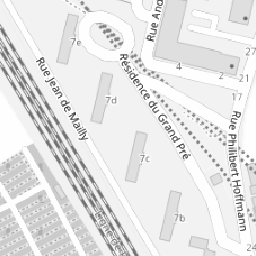 7e
Rue And
27
4
2
21
Résidence du Grand Pré
Rue Jean de Mailly
7d
17
Rue Philibert Hoffmann
7c
7b
24